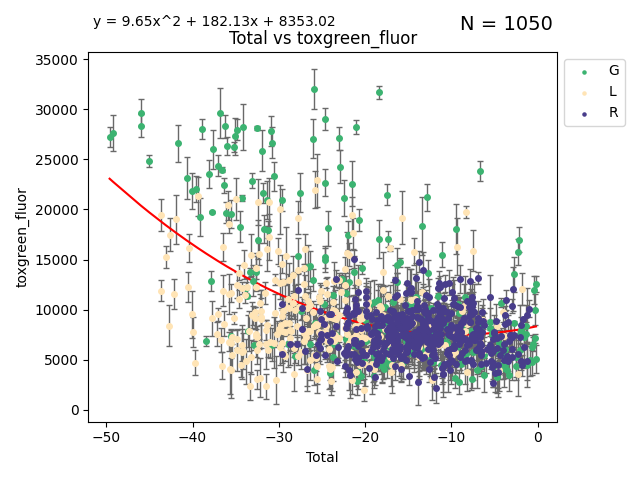 y = 9.65x^2 + 182.13x + 8353.02
N = 1050
Total vs toxgreen_fluor
35000
30000
25000
20000
15000
10000
5000
0
toxgreen_fluor
−50
−40
−30
−20
−10
0
Total
G
L
R